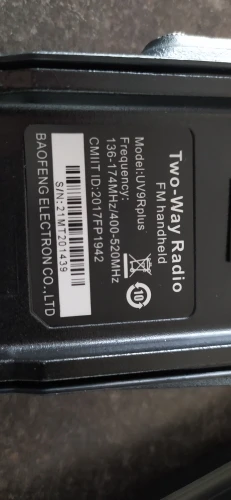 Two-Way Radio
FM handheld
Model:UV9Rplus
Frequency:
136-174MHz/400-520MHz
CMIIT ID:2017FP1942
10
S/N:21MT201439
BAOFENG ELECTRON CO.,LTD